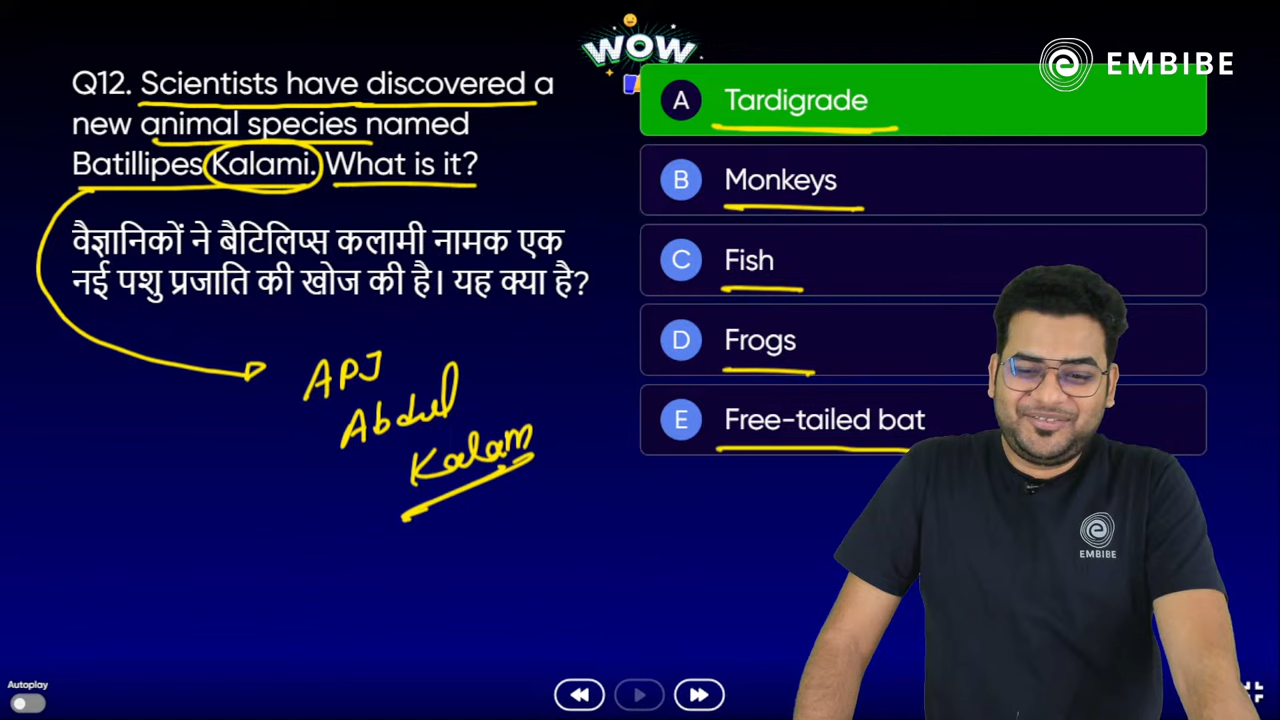 WOW
EMBIBE
Q12. Scientists have discovered a
new animal species named
Batillipes Kalami. What is it?
वैज्ञानिकों ने बैटिलिप्स कलामी नामक एक
नई पशु प्रजाति की खोज की है। यह क्या है?
APJ
Abdul
Kalam
A Tardigrade
B Monkeys
C Fish
D Frogs
E Free-tailed bat
EMBIBE
Autoplay